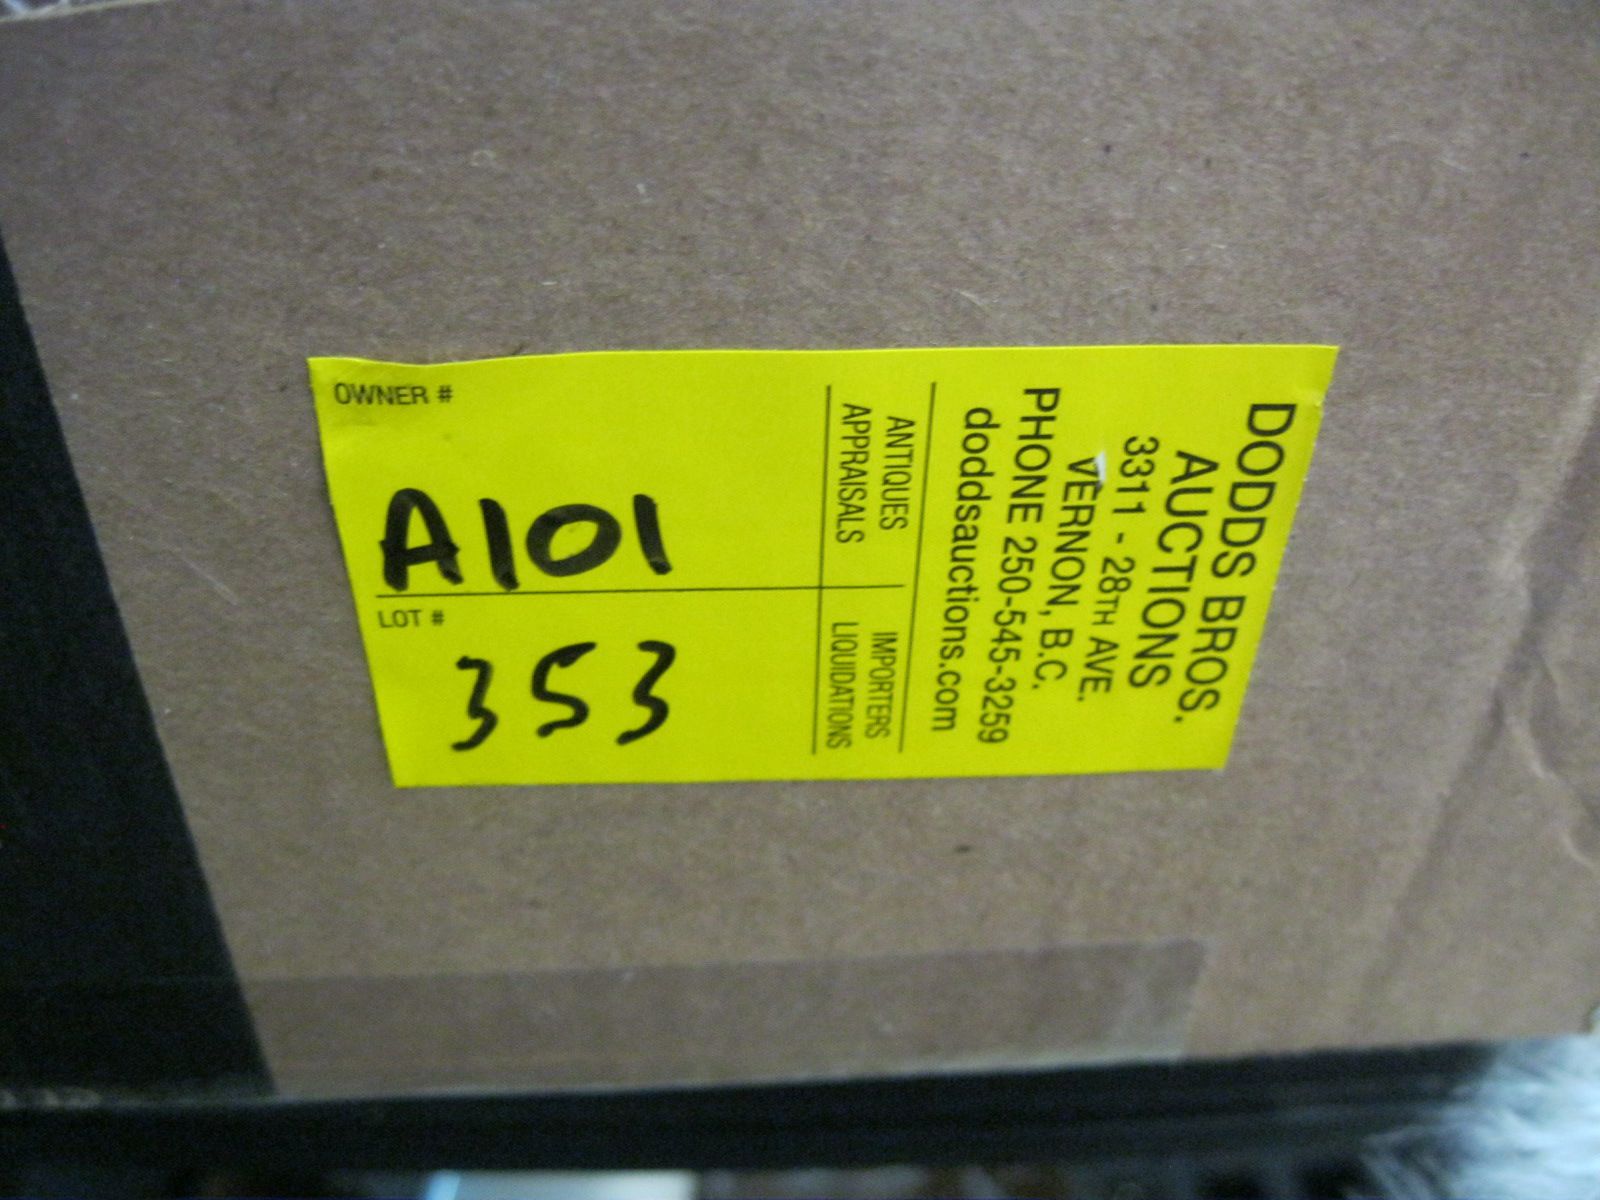 DODDS BROS.
AUCTIONS
3311 - 28TH AVE.
VERNON, B.C.
PHONE 250-545-3259
doddsauctions.com
ANTIQUES
APPRAISALS
IMPORTERS
LIQUIDATIONS
OWNER #
A101
LOT #
353